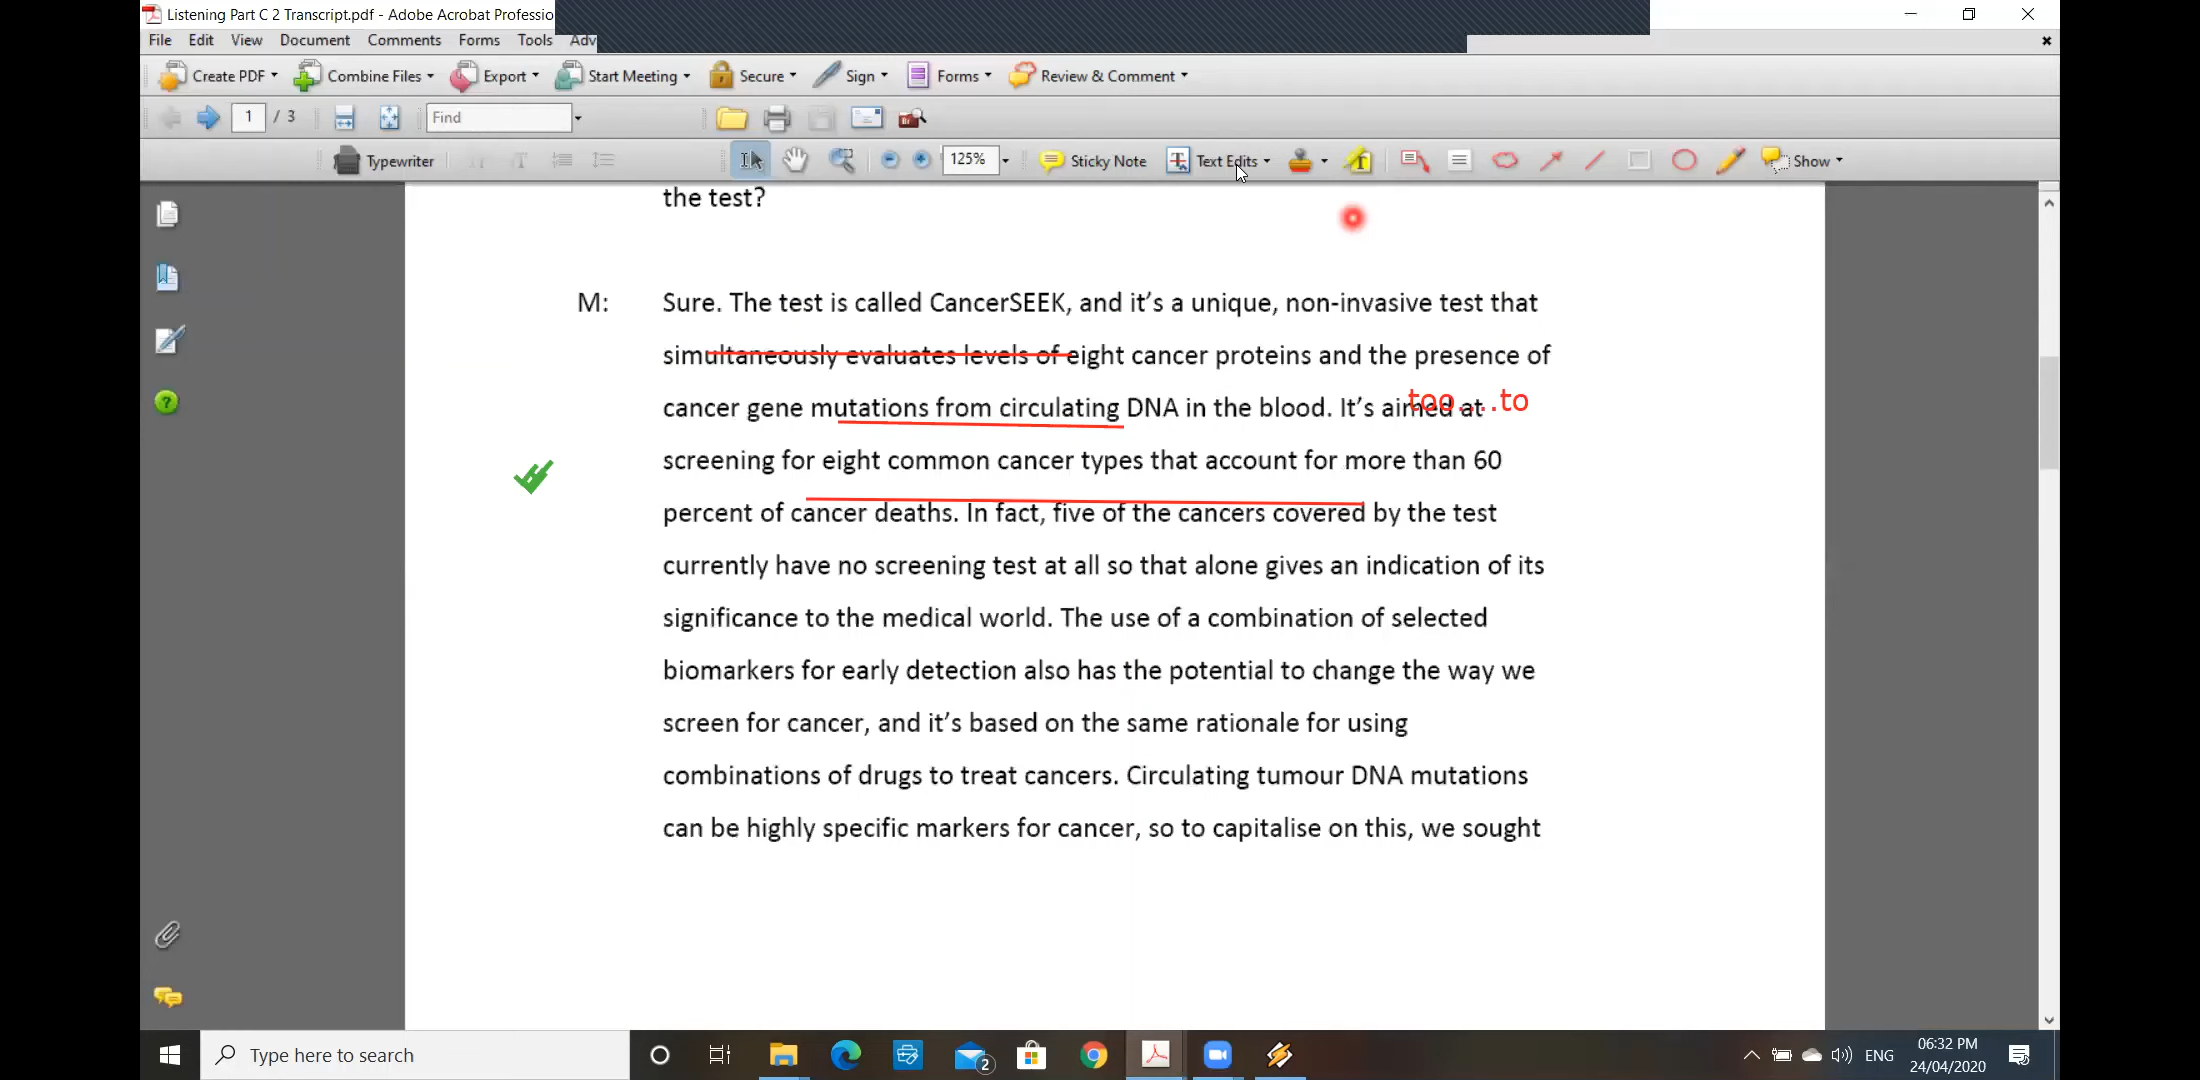 Listening Part C 2 Transcript.pdf - Adobe Acrobat Professio
File Edit View Document Comments Forms Tools Adv
Create PDF Combine Files Export Start Meeting Secure Sign Forms Review & Comment
1 / 3 Find
Typewriter 125% Sticky Note Text Edits Show
the test?
M: Sure. The test is called CancerSEEK, and it’s a unique, non-invasive test that
simultaneously evaluates levels of eight cancer proteins and the presence of
too....to
cancer gene mutations from circulating DNA in the blood. It’s aimed at
screening for eight common cancer types that account for more than 60
percent of cancer deaths. In fact, five of the cancers covered by the test
currently have no screening test at all so that alone gives an indication of its
significance to the medical world. The use of a combination of selected
biomarkers for early detection also has the potential to change the way we
screen for cancer, and it’s based on the same rationale for using
combinations of drugs to treat cancers. Circulating tumour DNA mutations
can be highly specific markers for cancer, so to capitalise on this, we sought
Type here to search
2
ENG
06:32 PM
24/04/2020